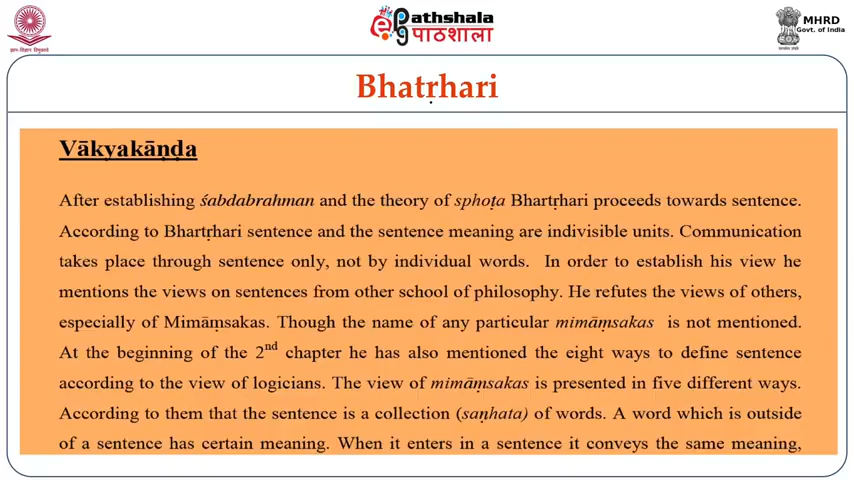 ePathshala
पाठशाला
MHRD
Govt. of India
Bhatṛhari
Vākyakāṇḍa
After establishing śabdabrahman and the theory of sphoṭa Bhartṛhari proceeds towards sentence.
According to Bhartṛhari sentence and the sentence meaning are indivisible units. Communication
takes place through sentence only, not by individual words. In order to establish his view he
mentions the views on sentences from other school of philosophy. He refutes the views of others,
especially of Mimāṃsakas. Though the name of any particular mimāṃsakas is not mentioned.
At the beginning of the 2nd chapter he has also mentioned the eight ways to define sentence
according to the view of logicians. The view of mimāṃsakas is presented in five different ways.
According to them that the sentence is a collection (saṇhata) of words. A word which is outside
of a sentence has certain meaning. When it enters in a sentence it conveys the same meaning,